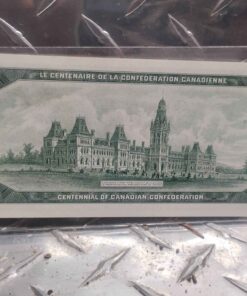 LE CENTENAIRE DE LA CONFEDERATION CANADIENNE
CENTENNIAL OF CANADIAN CONFEDERATION